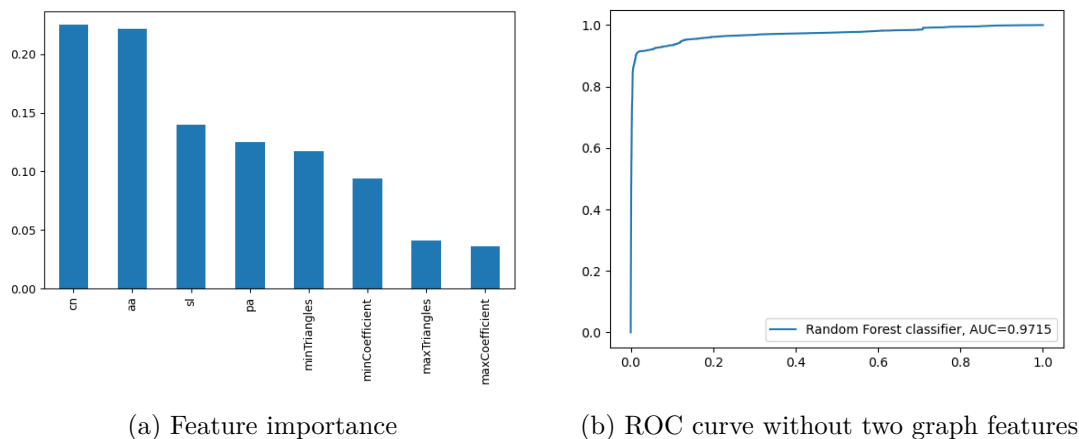 0.20
0.15
0.10
0.05
0.00
cn
aa
sl
pa
minTriangles
minCoefficient
maxTriangles
maxCoefficient
(a) Feature importance
1.0
0.8
0.6
0.4
0.2
0.0
Random Forest classifier, AUC=0.9715
0.0 0.2 0.4 0.6 0.8 1.0
(b) ROC curve without two graph features